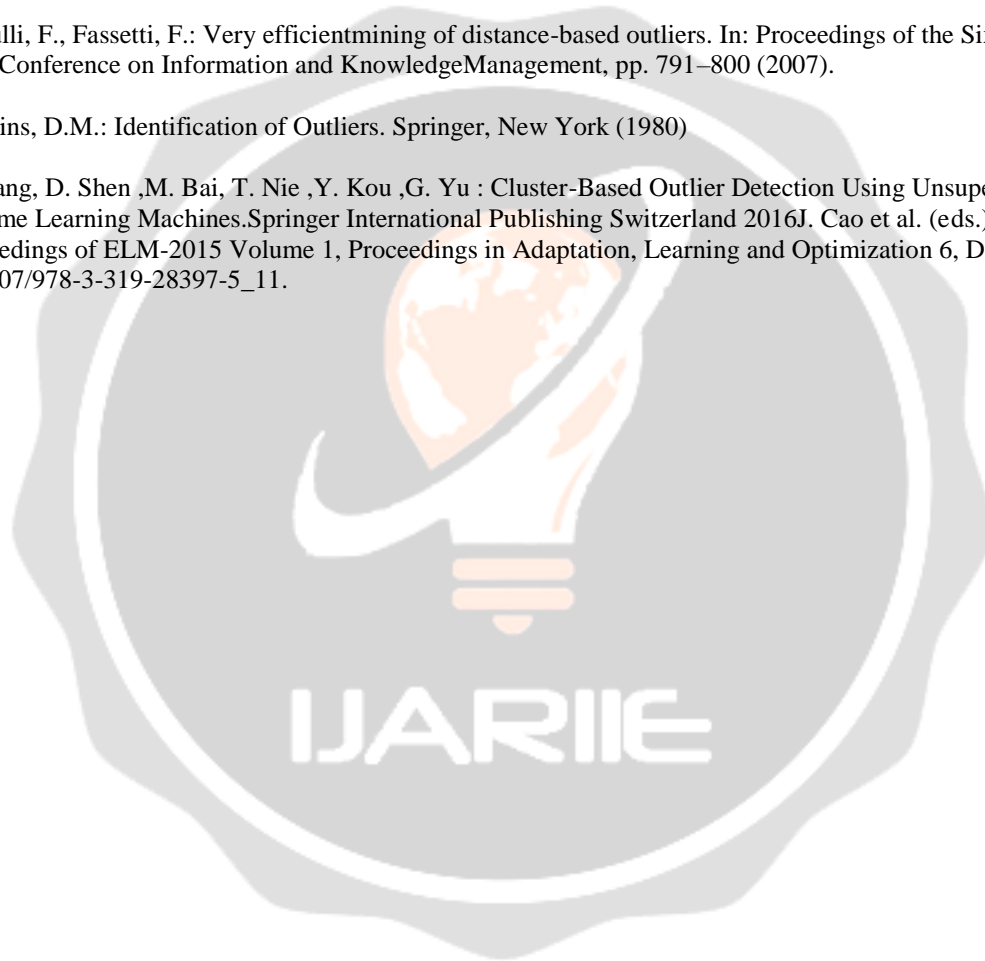 ulli, F., Fassetti, F.: Very efficientmining of distance-based outliers. In: Proceedings of the Si
Conference on Information and KnowledgeManagement, pp. 791–800 (2007).
ins, D.M.: Identification of Outliers. Springer, New York (1980)
ang, D. Shen ,M. Bai, T. Nie ,Y. Kou ,G. Yu : Cluster-Based Outlier Detection Using Unsupe
me Learning Machines.Springer International Publishing Switzerland 2016J. Cao et al. (eds.)
eedings of ELM-2015 Volume 1, Proceedings in Adaptation, Learning and Optimization 6, D
07/978-3-319-28397-5_11.
IJARIIE